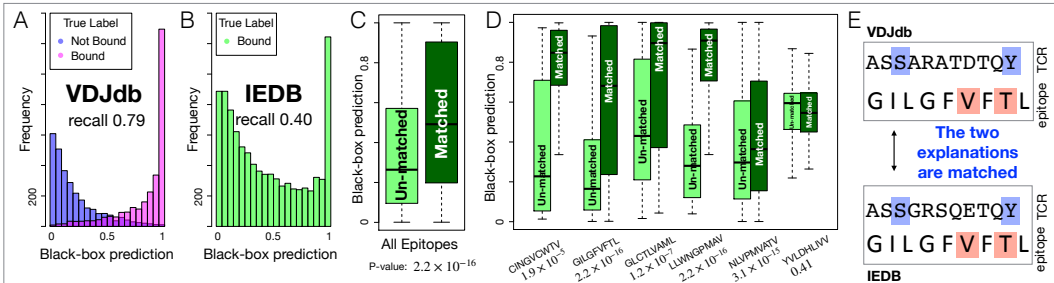 A
True Label
Not Bound
Bound
VDJdb
recall 0.79
Frequency
200
0
0.5
1
Black-box prediction
B
True Label
Bound
IEDB
recall 0.40
Frequency
200
0
0.5
1
Black-box prediction
C
Black-box prediction
0
0.8
Un-matched
Matched
All Epitopes
P-value: 2.2 × 10⁻¹⁶
D
Black-box prediction
0
0.8
Un-matched
Matched
Un-matched
Matched
Un-matched
Matched
Un-matched
Matched
Un-matched
Matched
Un-matched
Matched
CINGVCWTV
1.9 × 10⁻⁵
GILGFVFTL
2.2 × 10⁻¹⁶
GLCTLVAML
1.2 × 10⁻⁷
LLWNGPMAV
2.2 × 10⁻¹⁶
NLVPMVATV
3.1 × 10⁻¹⁵
YVLDHLIVV
0.41
E
VDJdb
ASSARATDTQY
TCR
GILGFVFTL
epitope
The two
explanations
are matched
ASSGRSQETQY
TCR
GILGFVFTL
epitope
IEDB